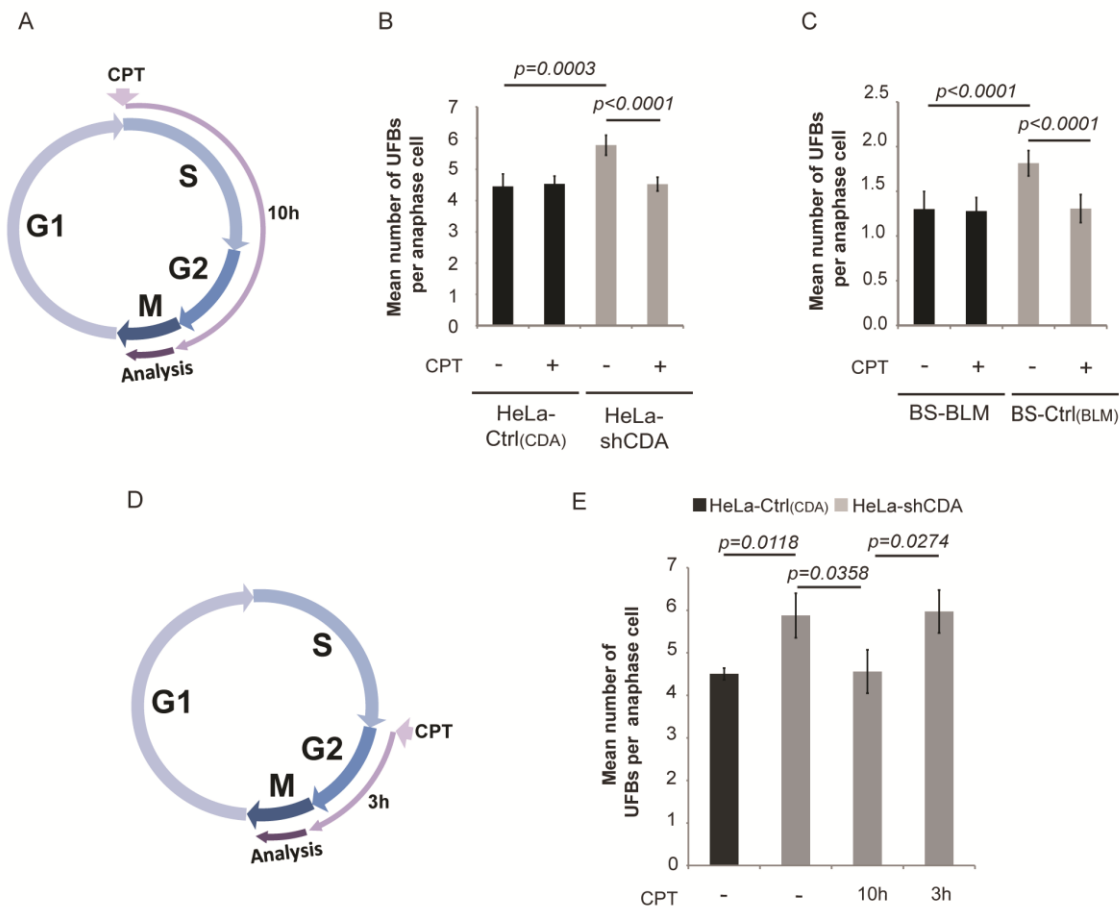 A
CPT
S
10h
G1
G2
M
Analysis
B
p=0.0003
p<0.0001
Mean number of UFBs
per anaphase cell
7
6
5
4
3
2
1
0
CPT - + - +
HeLa-
Ctrl(CDA)
HeLa-
shCDA
C
p<0.0001
p<0.0001
Mean number of UFBs
per anaphase cell
2.5
2.0
1.5
1.0
0.5
0.0
CPT - + - +
BS-BLM BS-Ctrl(BLM)
D
S
G1
CPT
G2
M
3h
Analysis
E
HeLa-Ctrl(CDA) HeLa-shCDA
p=0.0118 p=0.0274
p=0.0358
Mean number of
UFBs per anaphase cell
7
6
5
4
3
2
1
0
CPT - - 10h 3h